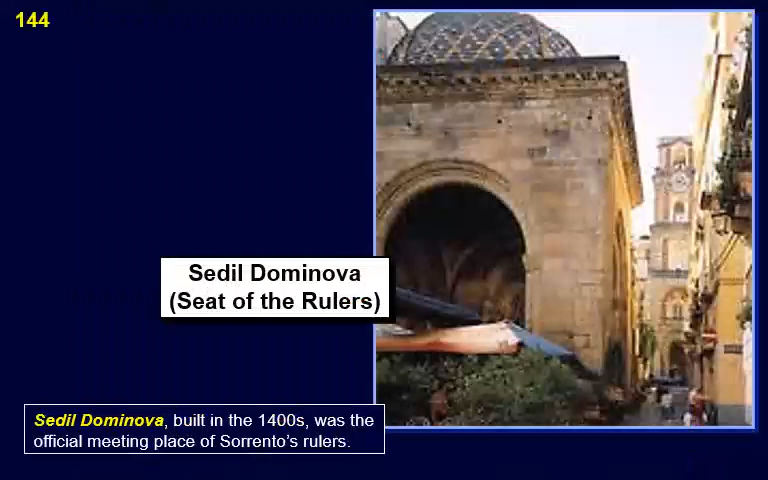 144
Sedil Dominova
(Seat of the Rulers)
Sedil Dominova, built in the 1400s, was the
official meeting place of Sorrento's rulers.